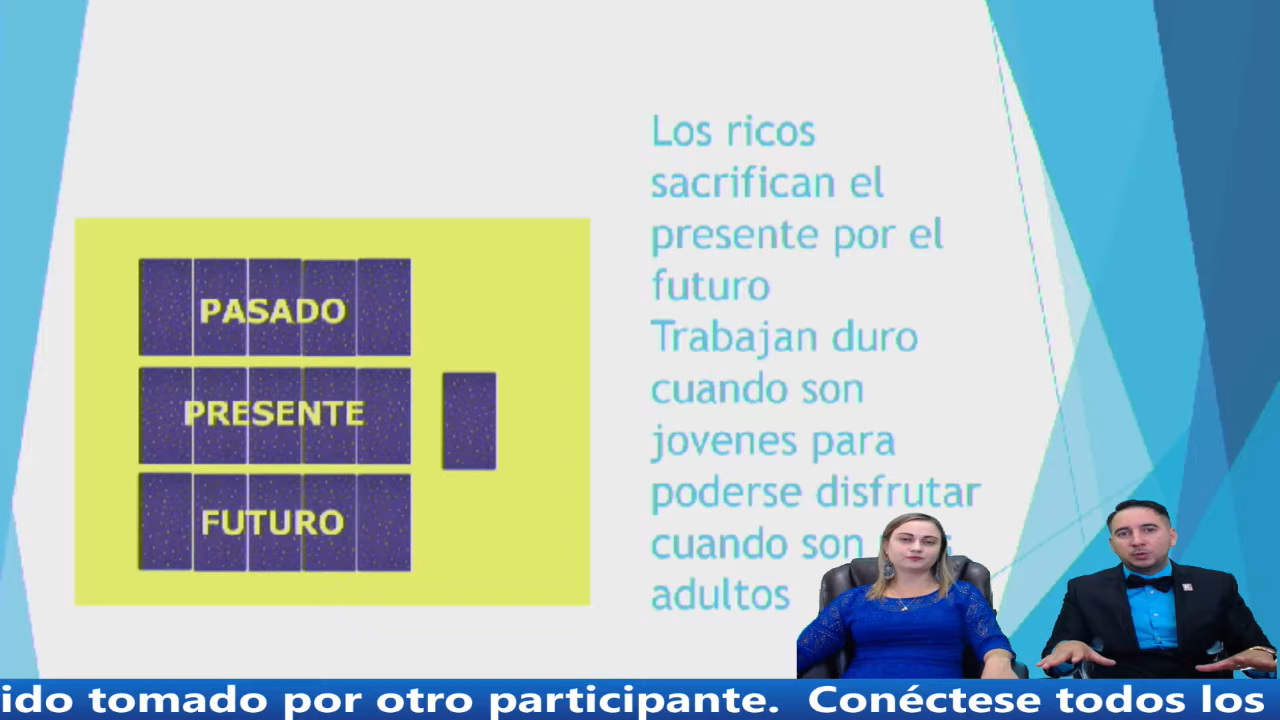 PASADO
PRESENTE
FUTURO
Los ricos
sacrifican el
presente por el
futuro
Trabajan duro
cuando son
jovenes para
poderse disfrutar
cuando son
adultos
ido tomado por otro participante. Conéctese todos los